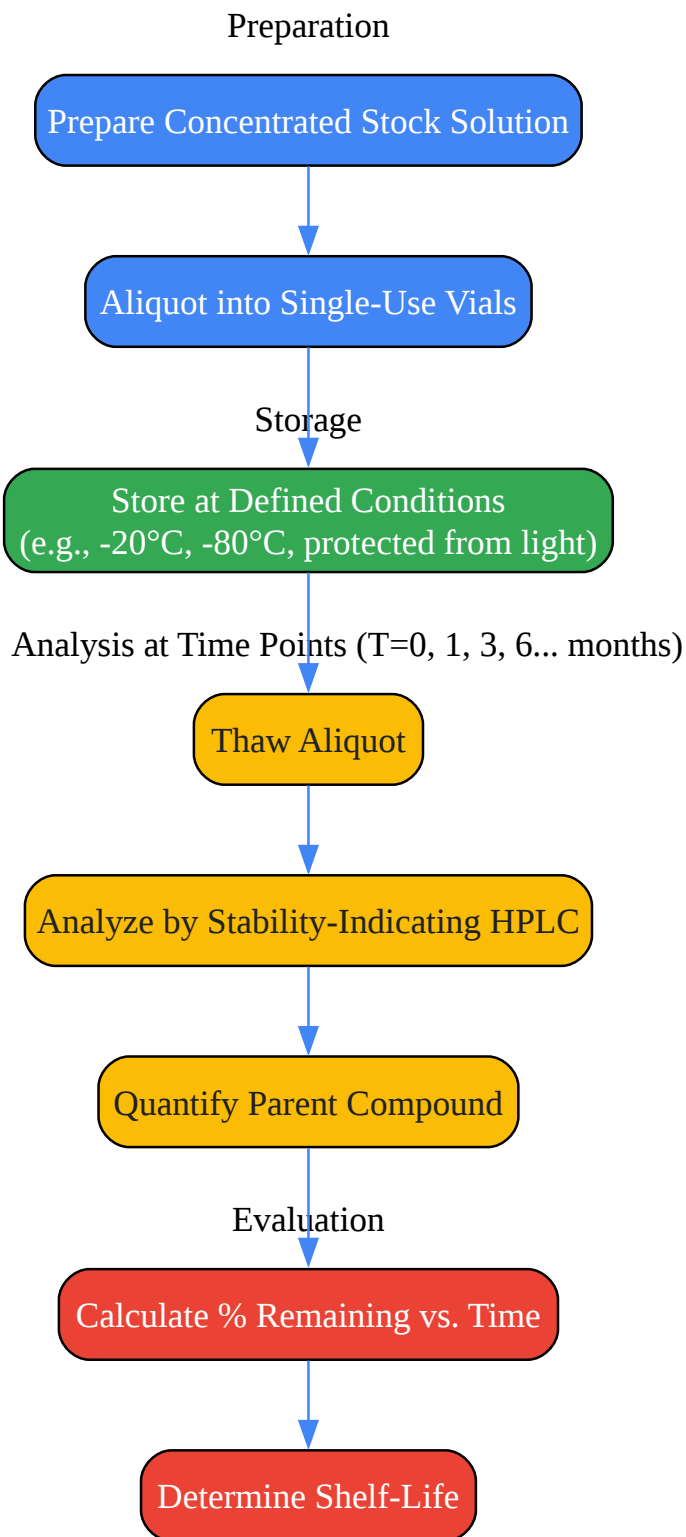 Preparation
Prepare Concentrated Stock Solution
Aliquot into Single-Use Vials
Storage
Store at Defined Conditions
(e.g., -20°C, -80°C, protected from light)
Analysis at Time Points (T=0, 1, 3, 6... months)
Thaw Aliquot
Analyze by Stability-Indicating HPLC
Quantify Parent Compound
Evaluation
Calculate % Remaining vs. Time
Determine Shelf-Life